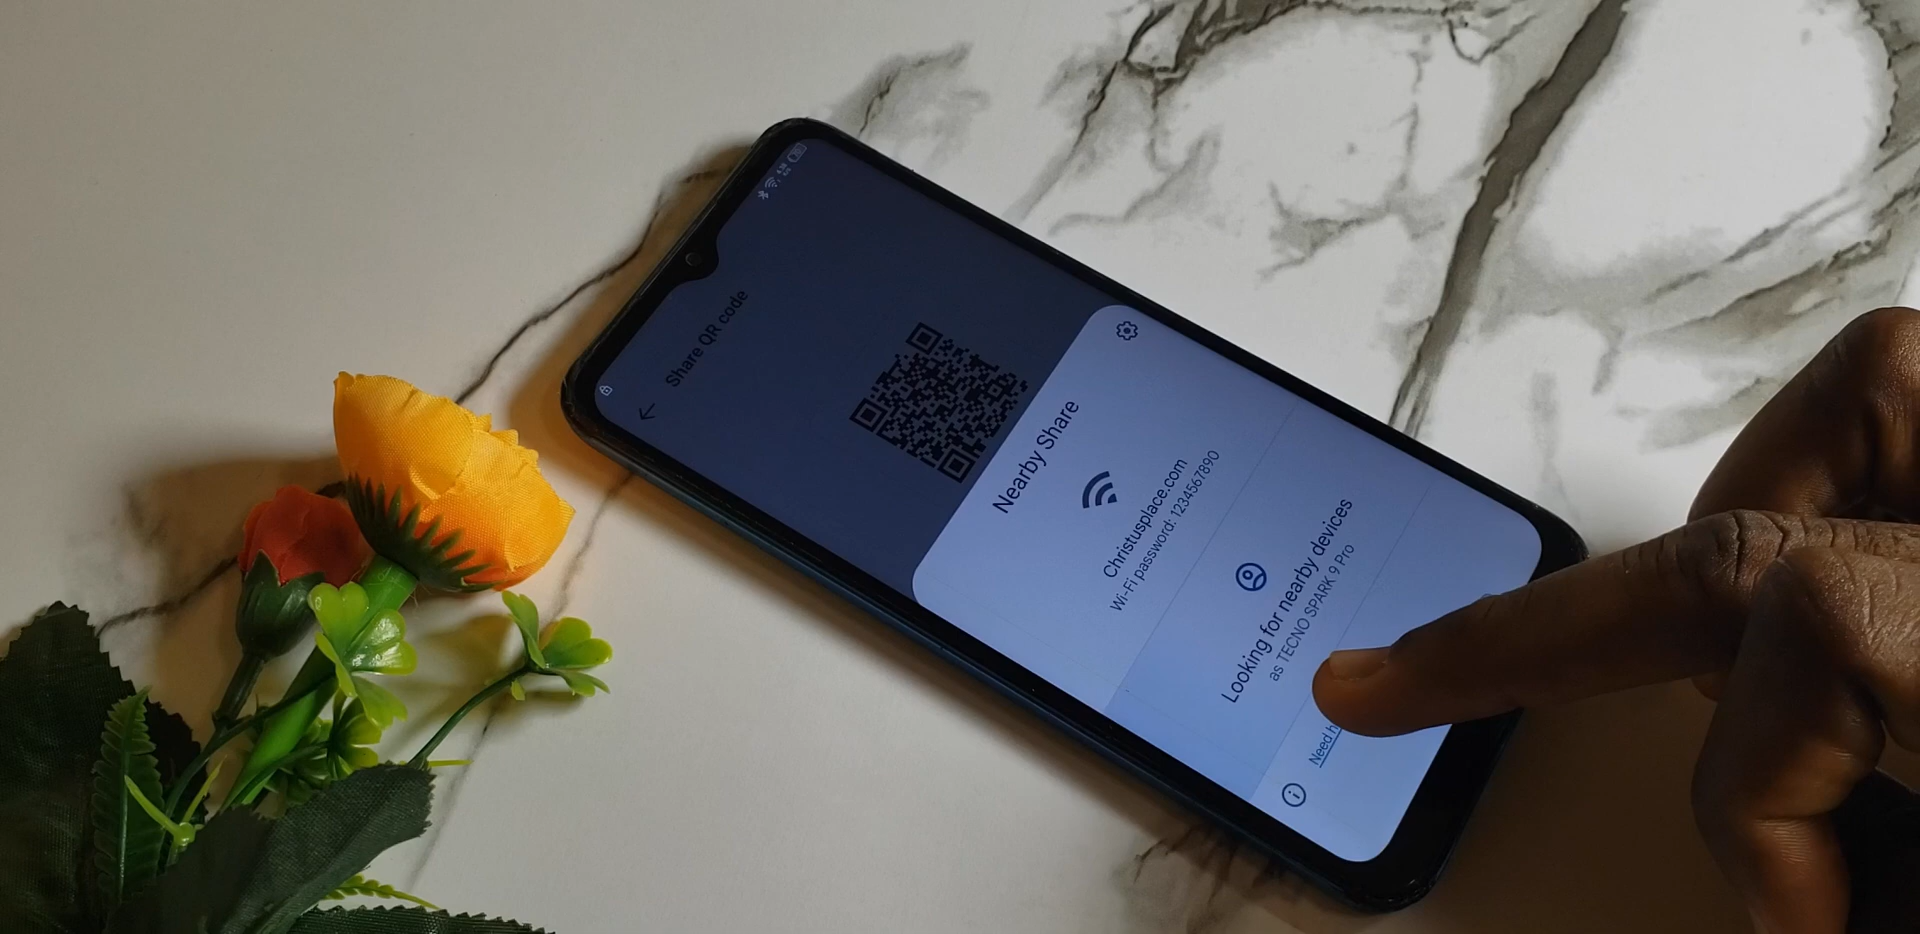 Share QR code
Nearby Share
Christusplace.com
Wi-Fi password: 1234567890
Looking for nearby devices
as TECNO SPARK 9 Pro
Need